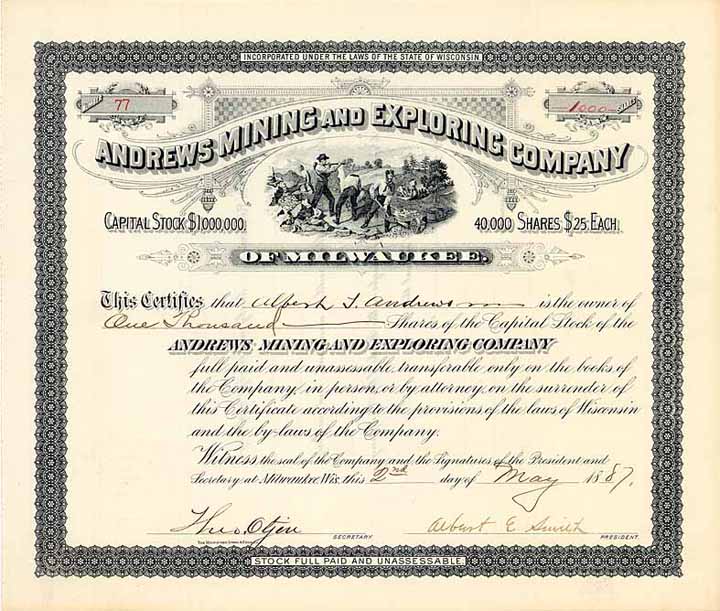 INCORPORATED UNDER THE LAWS OF THE STATE OF WISCONSIN
77
1000
ANDREWS MINING AND EXPLORING COMPANY
CAPITAL STOCK $1,000,000. 40,000 SHARES $25 EACH.
OF MILWAUKEE.
This Certifies that Albert T. Andrews is the owner of
One Thousand Shares of the Capital Stock of the
ANDREWS MINING AND EXPLORING COMPANY
full paid and unassessable, transferable only on the books of
the Company, in person, or by attorney, on the surrender of
this Certificate according to the provisions of the laws of Wisconsin
and the by-laws of the Company.
Witness the seal of the Company and the Signatures of the President and
Secretary at Milwaukee, Wis. this 2nd day of May 1887.
Theo. Otjen SECRETARY Albert E. Smith PRESIDENT.
STOCK FULL PAID AND UNASSESSABLE.